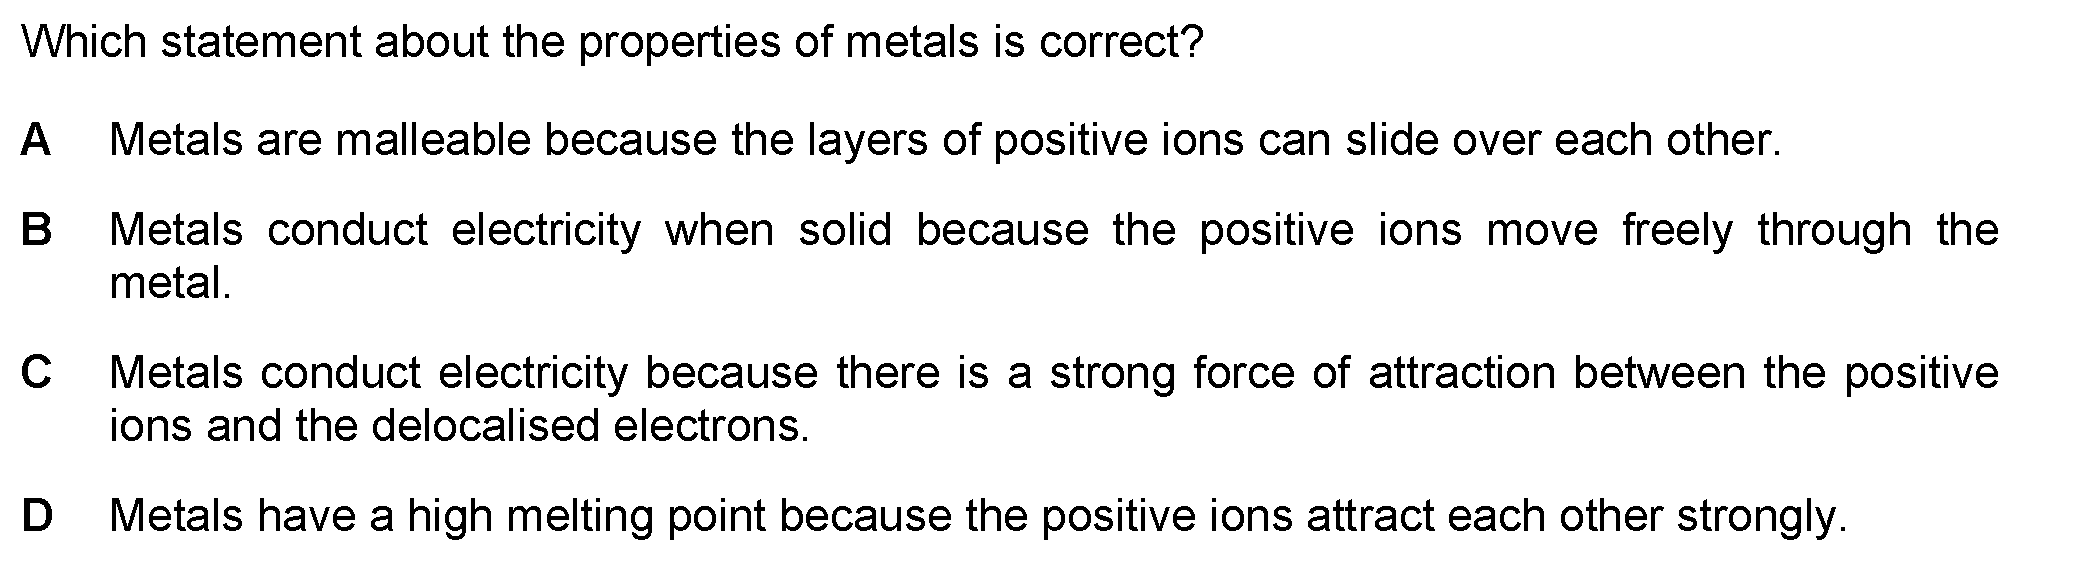 Which statement about the properties of metals is correct?
A Metals are malleable because the layers of positive ions can slide over each other.
B Metals conduct electricity when solid because the positive ions move freely through the
metal.
C Metals conduct electricity because there is a strong force of attraction between the positive
ions and the delocalised electrons.
D Metals have a high melting point because the positive ions attract each other strongly.